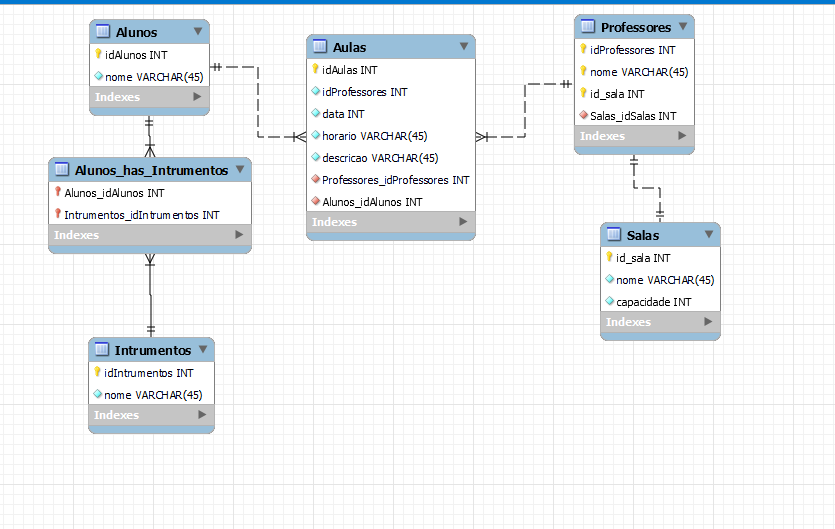 Alunos
idAlunos INT
nome VARCHAR(45)
Indexes
Alunos_has_Intrumentos
Alunos_idAlunos INT
Intrumentos_idIntrumentos INT
Indexes
Intrumentos
idIntrumentos INT
nome VARCHAR(45)
Indexes
Aulas
idAulas INT
idProfessores INT
data INT
horario VARCHAR(45)
descricao VARCHAR(45)
Professores_idProfessores INT
Alunos_idAlunos INT
Indexes
Professores
idProfessores INT
nome VARCHAR(45)
id_sala INT
Salas_idSalas INT
Indexes
Salas
id_sala INT
nome VARCHAR(45)
capacidade INT
Indexes